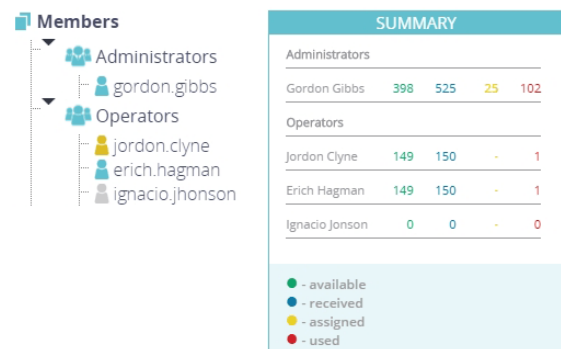 Members
Administrators
gordon.gibbs
Operators
jordon.clyne
erich.hagman
ignacio.jhonson
SUMMARY
Administrators
Gordon Gibbs 398 525 25 102
Operators
Jordon Clyne 149 150 - 1
Erich Hagman 149 150 - 1
Ignacio Jonson 0 0 - 0
- available
- received
- assigned
- used